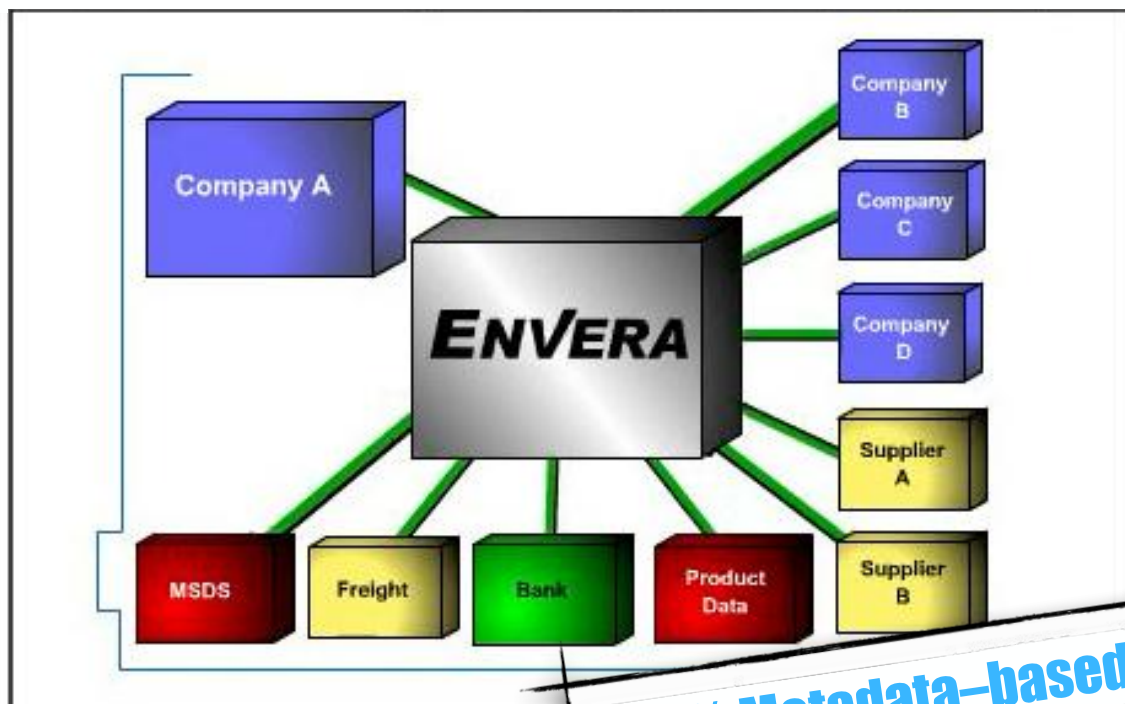 Company A
Company
B
Company
C
Company
D
ENVERA
Supplier
A
Supplier
B
MSDS
Freight
Bank
Product
Data
Metadata–based